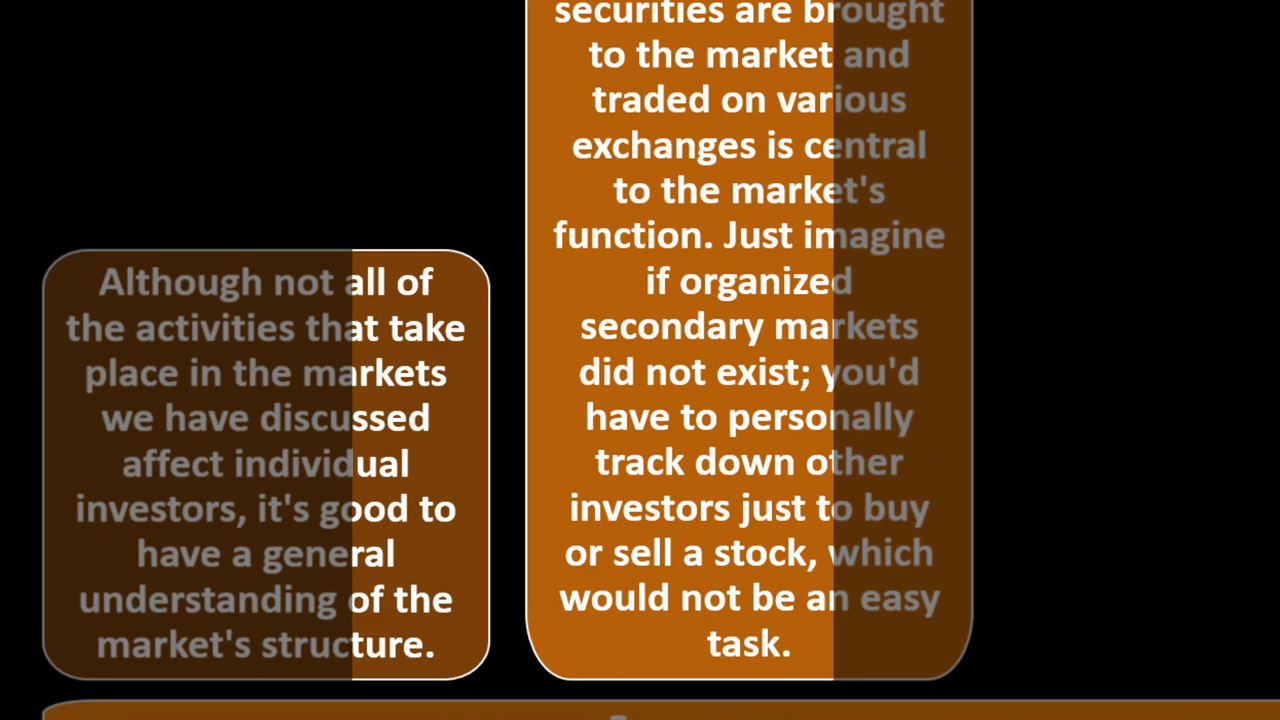 Although not all of
the activities that take
place in the markets
we have discussed
affect individual
investors, it's good to
have a general
understanding of the
market's structure.
securities are brought
to the market and
traded on various
exchanges is central
to the market's
function. Just imagine
if organized
secondary markets
did not exist; you'd
have to personally
track down other
investors just to buy
or sell a stock, which
would not be an easy
task.